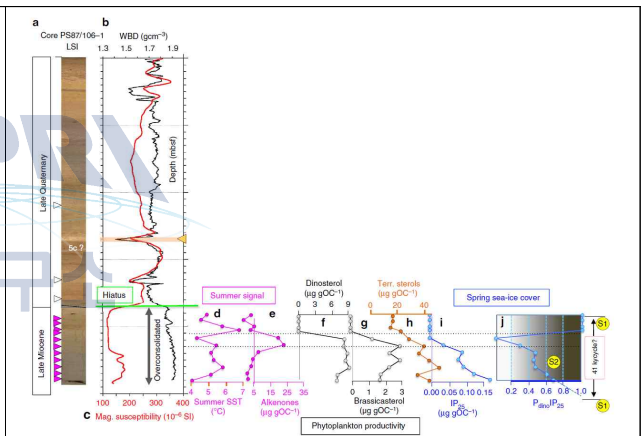 a
b
Core PS87/106–1
LSI
WBD (gcm⁻³)
1.3 1.5 1.7 1.9
Late Quaternary
Depth (mbsf)
5c ?
Hiatus
Late Miocene
Overconsolidated
c
Mag. susceptibility (10⁻⁶ SI)
100 200 300 400
Summer signal
d
e
4 5 6 7 8
Summer SST
(°C)
5 15 25 35
Alkenones
(µg gOC⁻¹)
Dinosterol
(µg gOC⁻¹)
0 3 6 9
f
g
0 1 2 3
Brassicasterol
(µg gOC⁻¹)
Terr. sterols
(µg gOC⁻¹)
0 20 40
h
i
0.00 0.05 0.10 0.15
IP₂₅
(µg gOC⁻¹)
Spring sea-ice cover
j
S2
0.2 0.4 0.6 0.8 1.0
P_dinoIP₂₅
S1
41 kycycle?
S1
Phytoplankton productivity